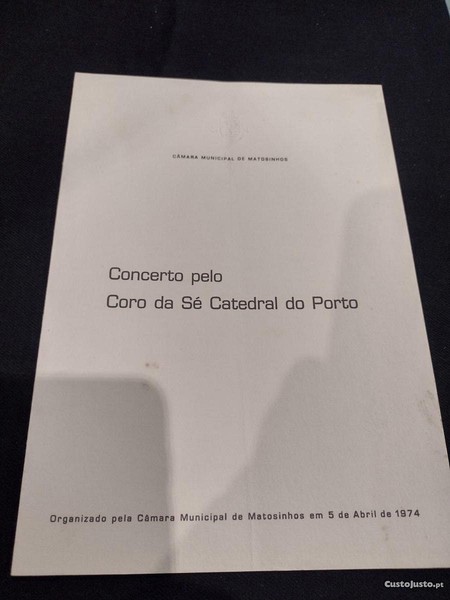 CÂMARA MUNICIPAL DE MATOSINHOS
Concerto pelo
Coro da Sé Catedral do Porto
Organizado pela Câmara Municipal de Matosinhos em 5 de Abril de 1974
CustoJusto.pt